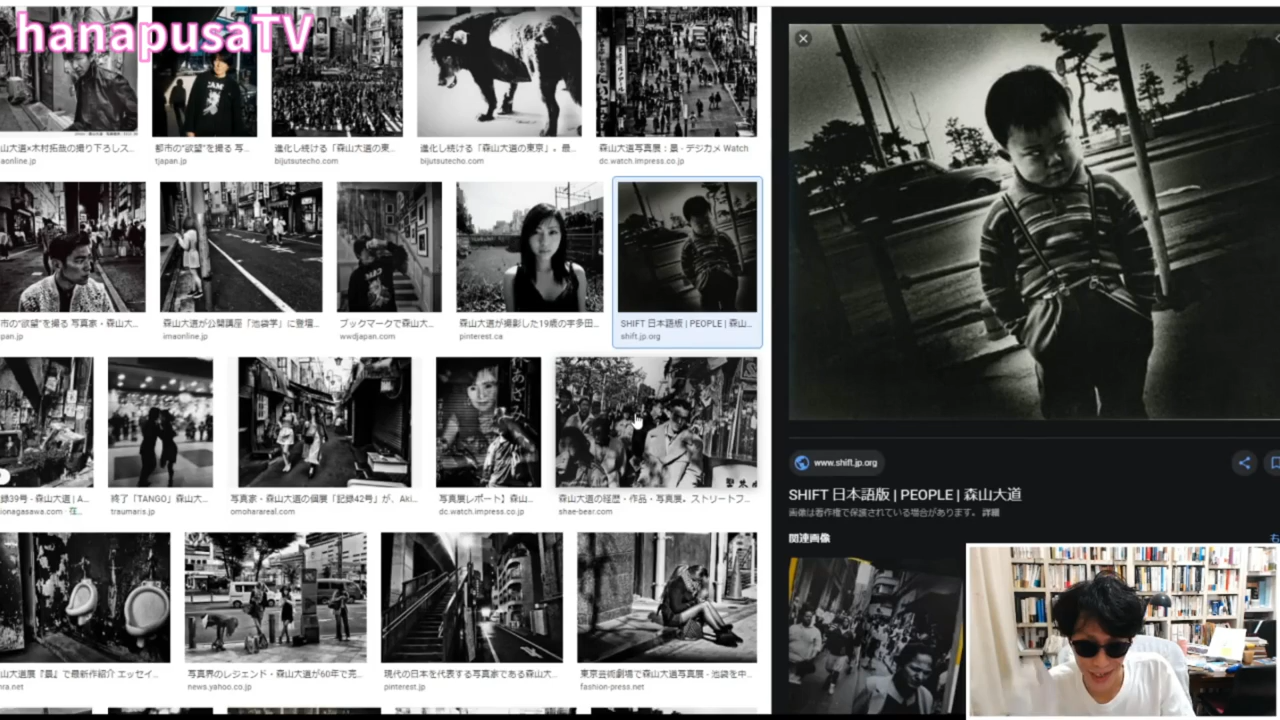 hanapusaTV
山大道×木村拓哉の撮り下ろしス...
aonline.jp
都市の"欲望"を撮る 写...
tjapan.jp
進化し続ける「森山大道の東...
bijutsutecho.com
進化し続ける「森山大道の東京」。最...
bijutsutecho.com
森山大道写真展：量 - デジカメ Watch
dc.watch.impress.co.jp
市の"欲望"を撮る 写真家・森山大...
pan.jp
森山大道が公開講座「池袋学」に登壇...
imaonline.jp
ブックマークで森山大...
wwdjapan.com
森山大道が撮影した19歳の宇多田...
pinterest.ca
SHIFT 日本語版 | PEOPLE | 森山...
shift.jp.org
録39号 - 森山大道 | A...
ionagasawa.com · 在...
終了「TANGO」森山大...
traumaris.jp
写真家・森山大道の個展「記録42号」が、Aki...
omoharareal.com
写真展レポート】森山...
dc.watch.impress.co.jp
森山大道の経歴・作品・写真展。ストリートフ...
shae-bear.com
www.shift.jp.org
SHIFT 日本語版 | PEOPLE | 森山大道
画像は著作権で保護されている場合があります。 詳細
関連画像
山大道展『量』で最新作紹介 エッセイ...
nra.net
写真界のレジェンド・森山大道が60年で完...
news.yahoo.co.jp
現代の日本を代表する写真家である森山大...
pinterest.jp
東京芸術劇場で森山大道写真展 - 池袋を中...
fashion-press.net